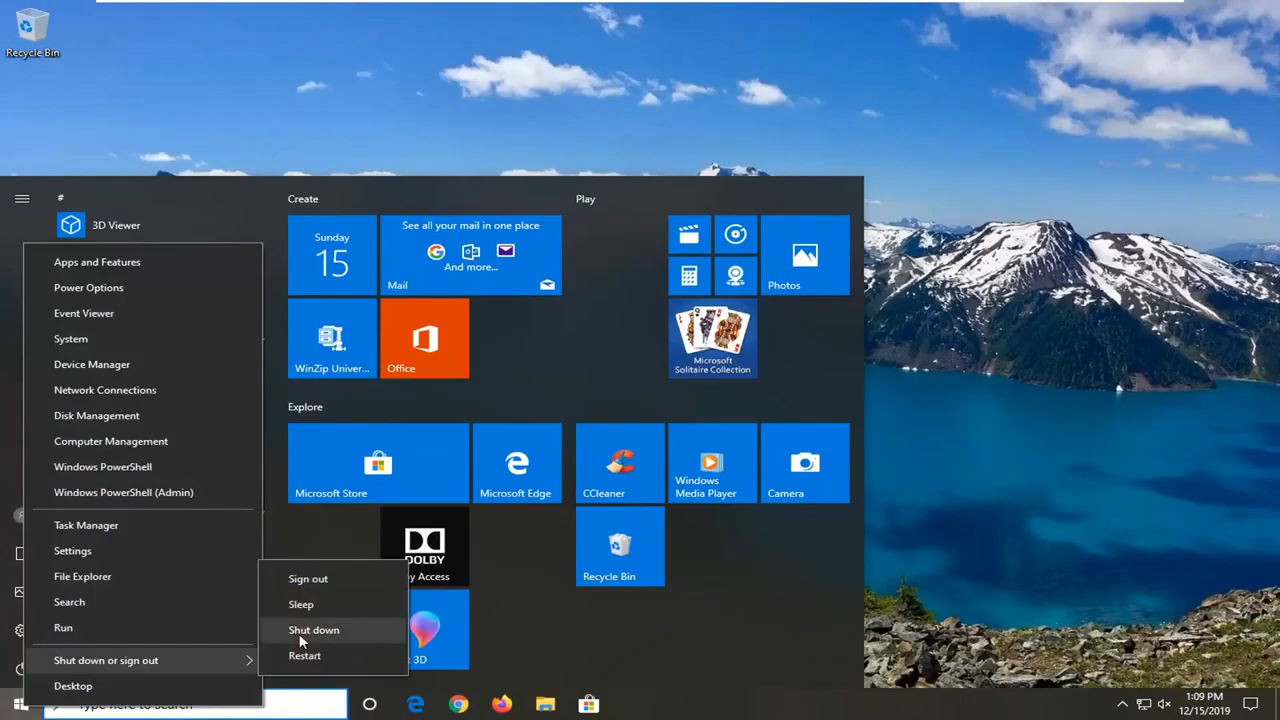 Recycle Bin
#
3D Viewer
Apps and Features
Power Options
Event Viewer
System
Device Manager
Network Connections
Disk Management
Computer Management
Windows PowerShell
Windows PowerShell (Admin)
Task Manager
Settings
File Explorer
Search
Run
Shut down or sign out
Desktop
Sign out
Sleep
Shut down
Restart
Create
Sunday
15
See all your mail in one place
And more...
Mail
WinZip Univer...
Office
Explore
Microsoft Store
Microsoft Edge
DOLBY
y Access
3D
Play
Photos
Microsoft
Solitaire Collection
CCleaner
Windows
Media Player
Camera
Recycle Bin
Type here to search
1:09 PM
12/15/2019